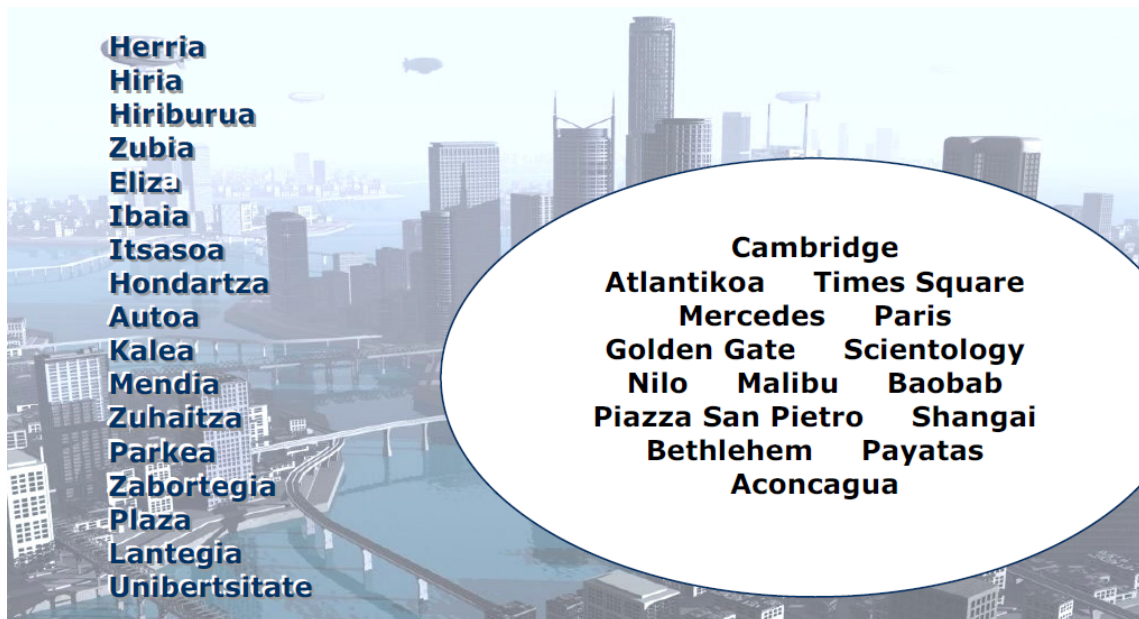 Herria
Hiria
Hiriburua
Zubia
Eliza
Ibaia
Itsasoa
Hondartza
Autoa
Kalea
Mendia
Zuhaitza
Parkea
Zabortegia
Plaza
Lantegia
Unibertsitate
Cambridge
Atlantikoa Times Square
Mercedes Paris
Golden Gate Scientology
Nilo Malibu Baobab
Piazza San Pietro Shangai
Bethlehem Payatas
Aconcagua